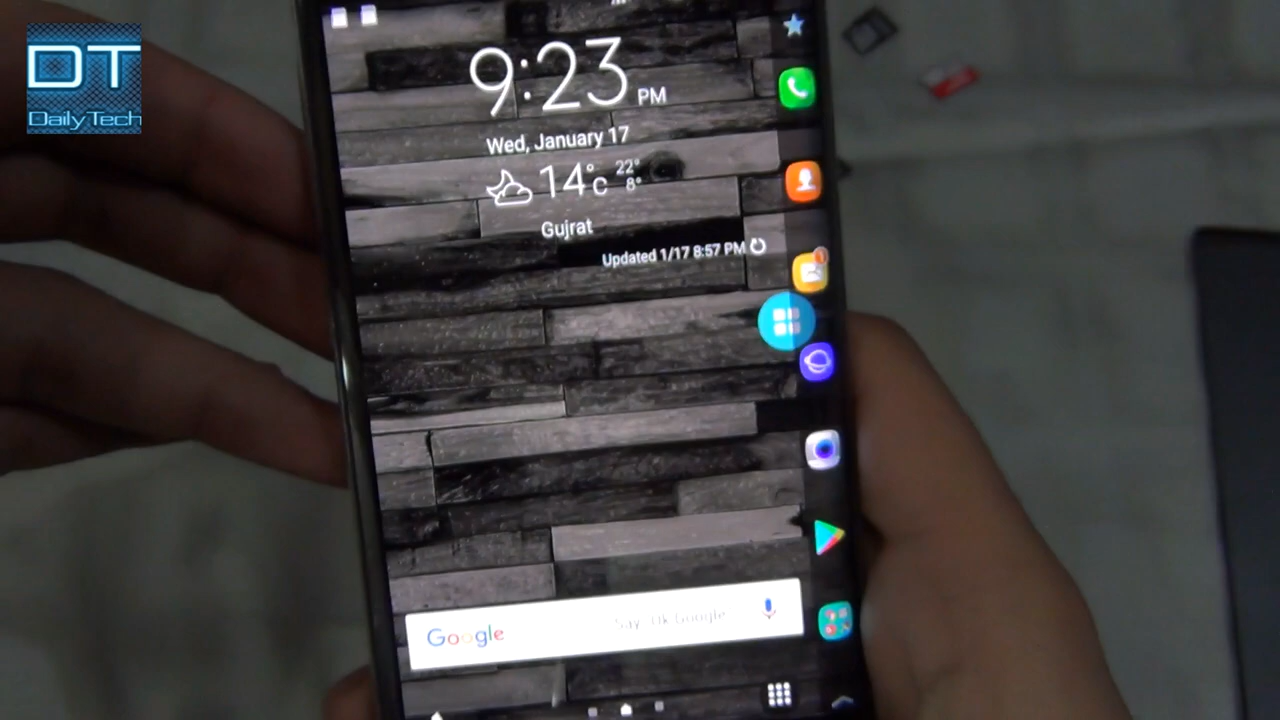 DT
DailyTech
9:23 PM
Wed, January 17
14°c 22° 8°
Gujrat
Updated 1/17 8:57 PM
1
Google Say "Ok Google